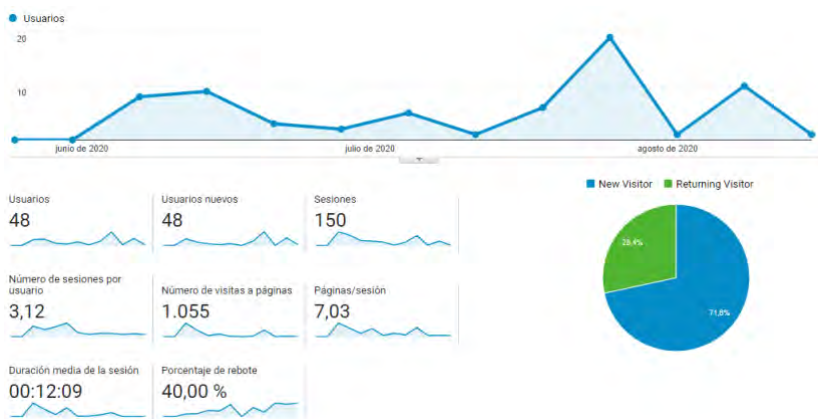 Usuarios
20
10
junio de 2020
julio de 2020
agosto de 2020
New Visitor
Returning Visitor
28,4%
71,6%
Usuarios
48
Usuarios nuevos
48
Sesiones
150
Número de sesiones por
usuario
3,12
Número de visitas a páginas
1.055
Páginas/sesión
7,03
Duración media de la sesión
00:12:09
Porcentaje de rebote
40,00 %